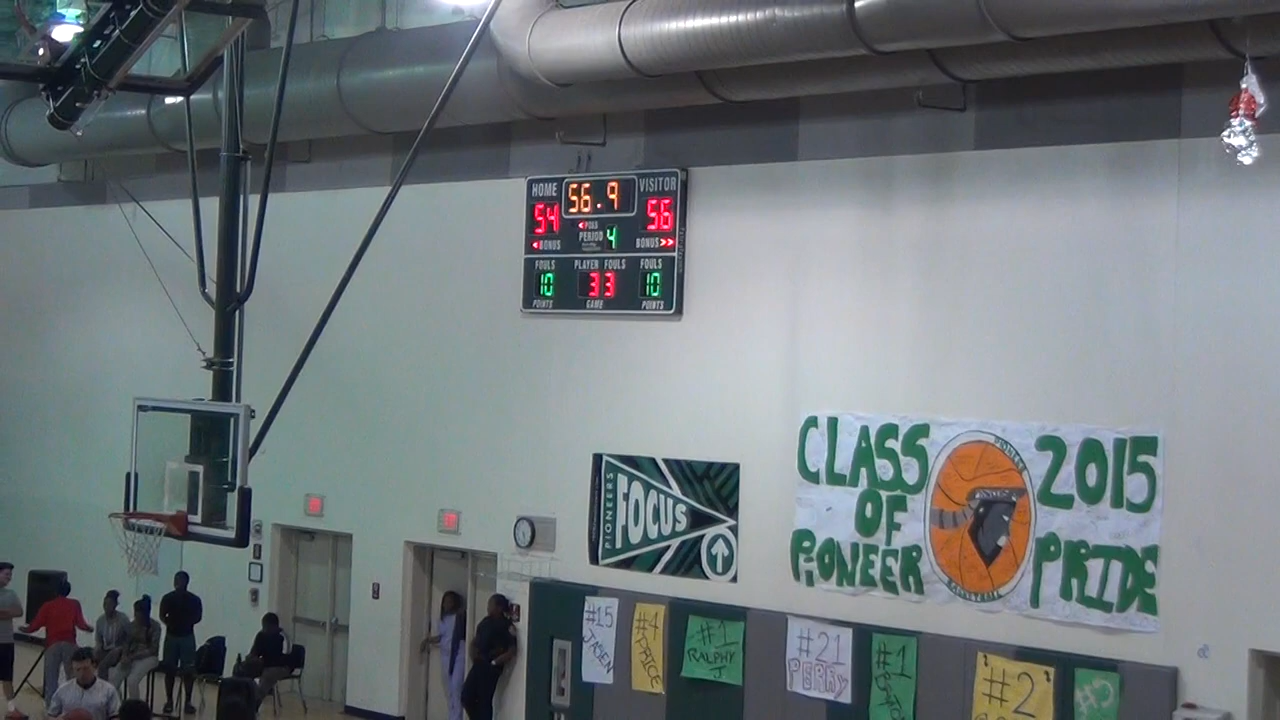 HOME 56.9 VISITOR
54 56
POSS
PERIOD 4
BONUS BONUS
FOULS PLAYER FOULS FOULS
10 33 10
POINTS GAME POINTS
PIONEERS
FOCUS
CLASS 2015
OF
PIONEER PRIDE
#15
JASEN
#4
PRICE
#1
RALPHY
J
#21
PERRY
#1
#2